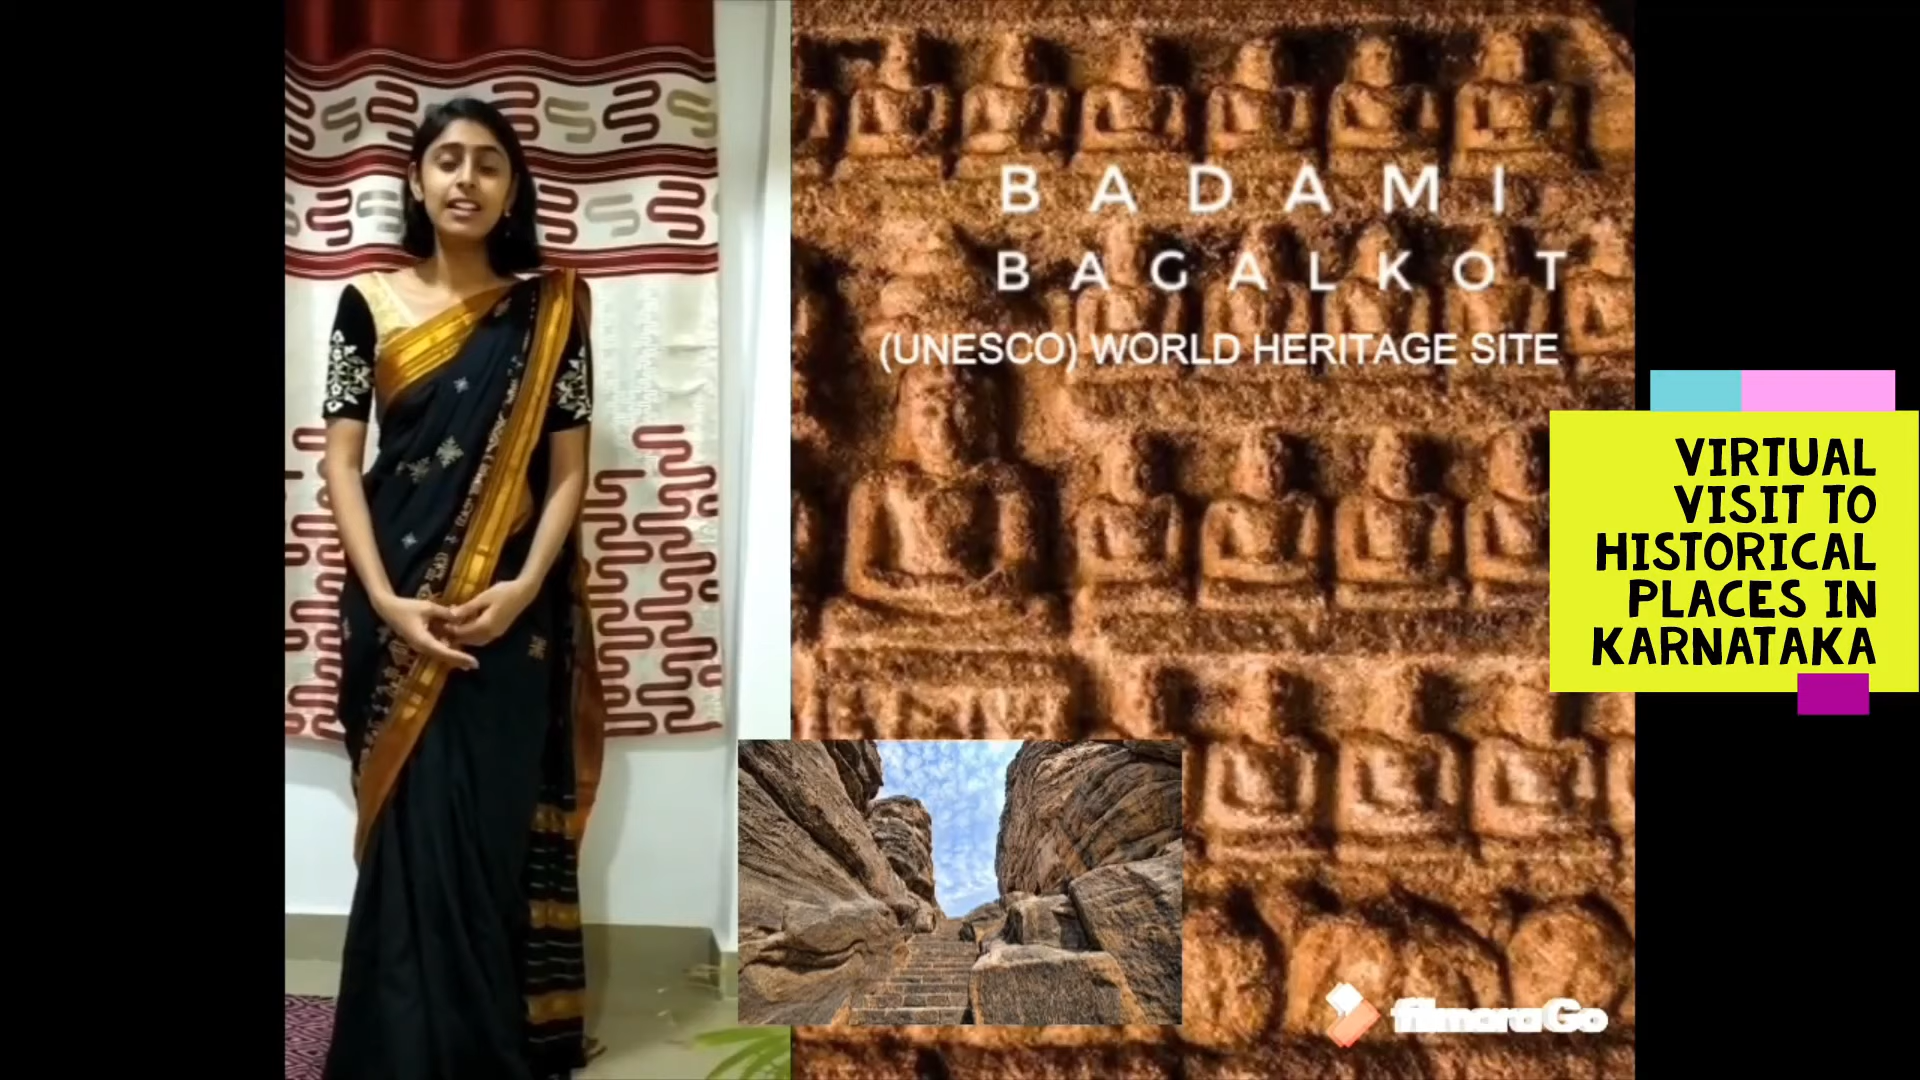 BADAMI
BAGALKOT
(UNESCO) WORLD HERITAGE SITE
VIRTUAL
VISIT TO
HISTORICAL
PLACES IN
KARNATAKA
filmoraGo